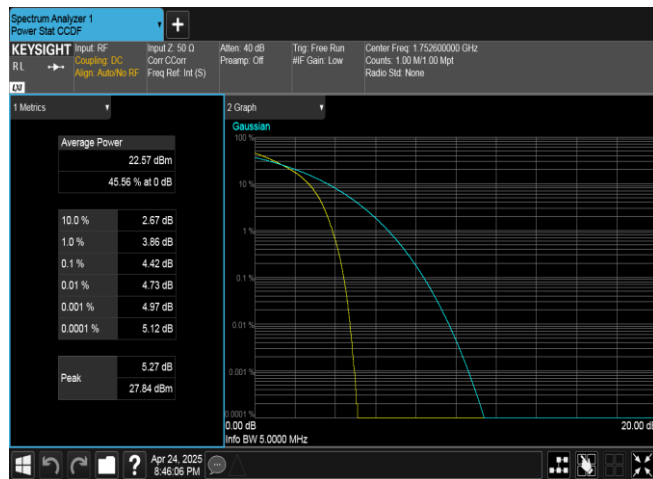 Spectrum Analyzer 1
Power Stat CCDF
KEYSIGHT
RL
LXI
Input: RF
Coupling: DC
Align: Auto/No RF
Input Z: 50 Ω
Corr CCorr
Freq Ref: Int (S)
Atten: 40 dB
Preamp: Off
Trig: Free Run
#IF Gain: Low
Center Freq: 1.752600000 GHz
Counts: 1.00 M/1.00 Mpt
Radio Std: None
1 Metrics
Average Power
22.57 dBm
45.56 % at 0 dB
10.0 % 2.67 dB
1.0 % 3.86 dB
0.1 % 4.42 dB
0.01 % 4.73 dB
0.001 % 4.97 dB
0.0001 % 5.12 dB
Peak
5.27 dB
27.84 dBm
2 Graph
Gaussian
100 %
10 %
1 %
0.1 %
0.01 %
0.001 %
0.0001 %
0.00 dB 20.00 dB
Info BW 5.0000 MHz
?
Apr 24, 2025
8:46:06 PM